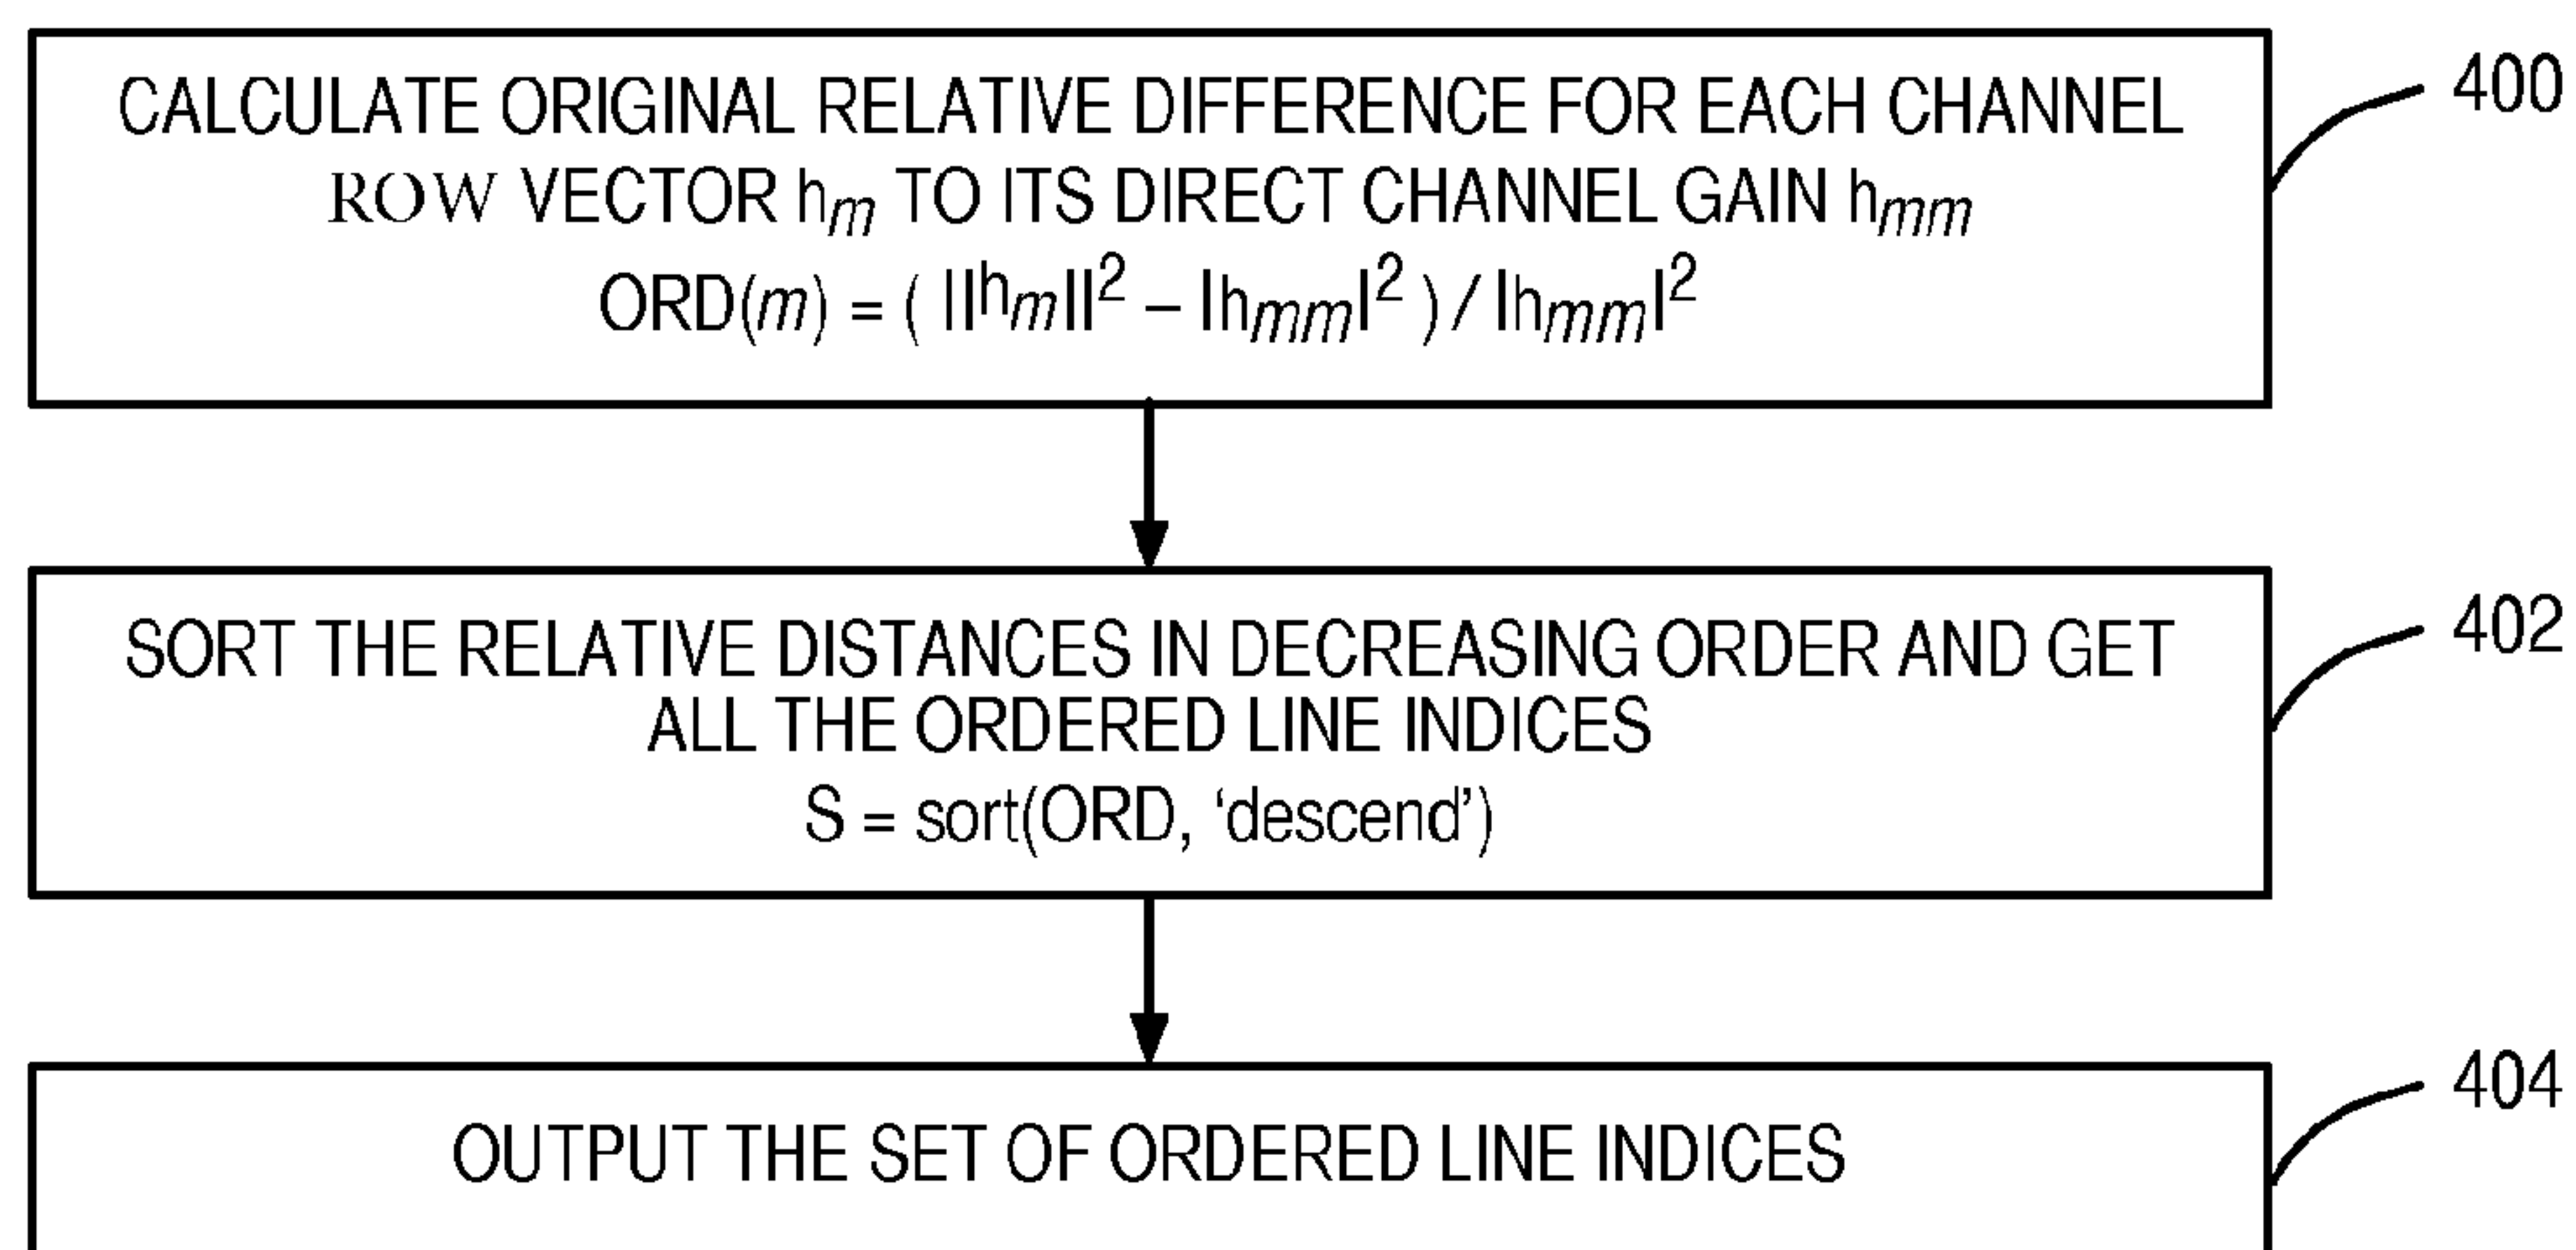 CALCULATE ORIGINAL RELATIVE DIFFERENCE FOR EACH CHANNEL
ROW VECTOR hₘ TO ITS DIRECT CHANNEL GAIN hₘₘ
ORD(m) = ( ||hₘ||² – |hₘₘ|² ) / |hₘₘ|²
400
SORT THE RELATIVE DISTANCES IN DECREASING ORDER AND GET
ALL THE ORDERED LINE INDICES
S = sort(ORD, ‘descend’)
402
OUTPUT THE SET OF ORDERED LINE INDICES
404